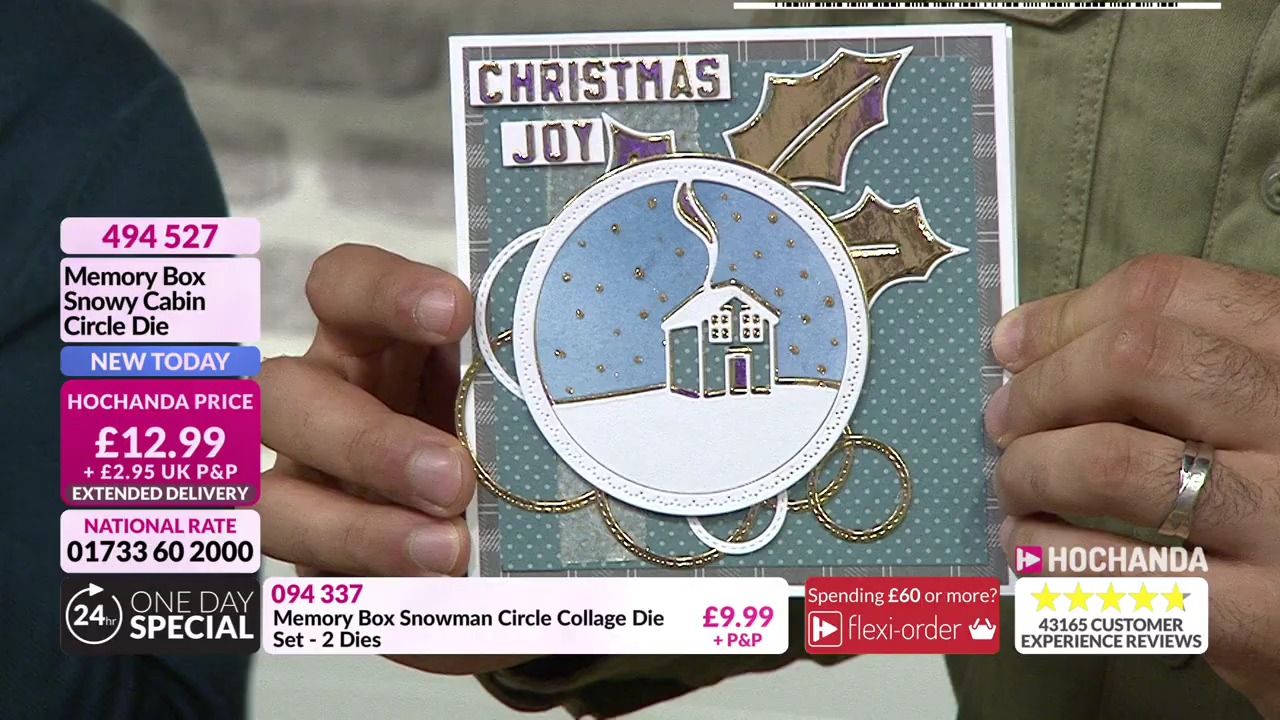 CHRISTMAS
JOY
494 527
Memory Box
Snowy Cabin
Circle Die
NEW TODAY
HOCHANDA PRICE
£12.99
+ £2.95 UK P&P
EXTENDED DELIVERY
NATIONAL RATE
01733 60 2000
24hr
ONE DAY
SPECIAL
094 337
Memory Box Snowman Circle Collage Die
Set - 2 Dies
£9.99
+ P&P
Spending £60 or more?
flexi-order
HOCHANDA
43165 CUSTOMER
EXPERIENCE REVIEWS